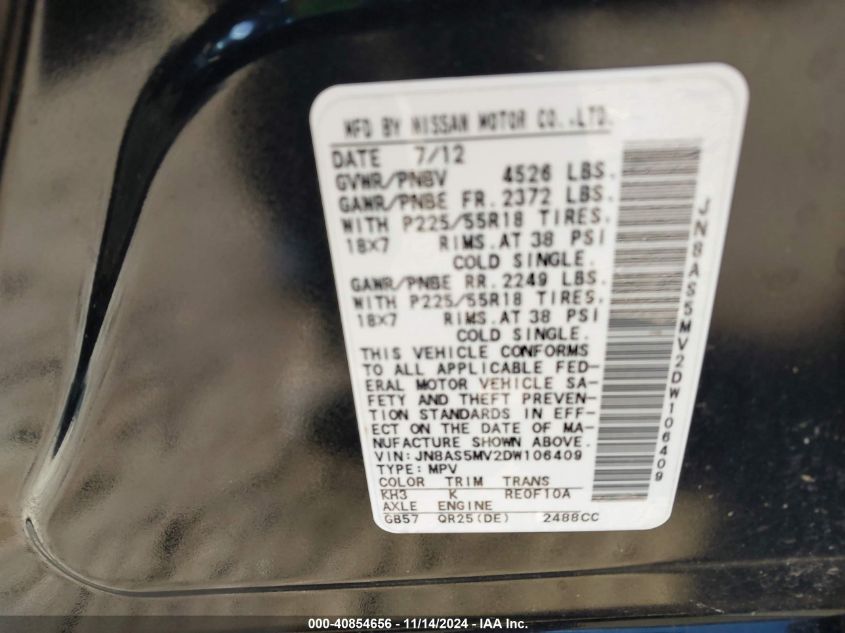 MFD BY NISSAN MOTOR CO.,LTD.
DATE 7/12
GVWR/PNBV 4526 LBS.
GAWR/PNBE FR. 2372 LBS.
WITH P225/55R18 TIRES.
18X7 RIMS.AT 38 PSI
COLD SINGLE.
GAWR/PNBE RR. 2249 LBS.
WITH P225/55R18 TIRES.
18X7 RIMS.AT 38 PSI
COLD SINGLE.
THIS VEHICLE CONFORMS
TO ALL APPLICABLE FED-
ERAL MOTOR VEHICLE SA-
FETY AND THEFT PREVEN-
TION STANDARDS IN EFF-
ECT ON THE DATE OF MA-
NUFACTURE SHOWN ABOVE.
VIN: JN8AS5MV2DW106409
TYPE: MPV
COLOR TRIM TRANS
KH3 K RE0F10A
AXLE ENGINE
GB57 QR25(DE) 2488CC
JN8AS5MV2DW106409
000-40854656 - 11/14/2024 - IAA Inc.